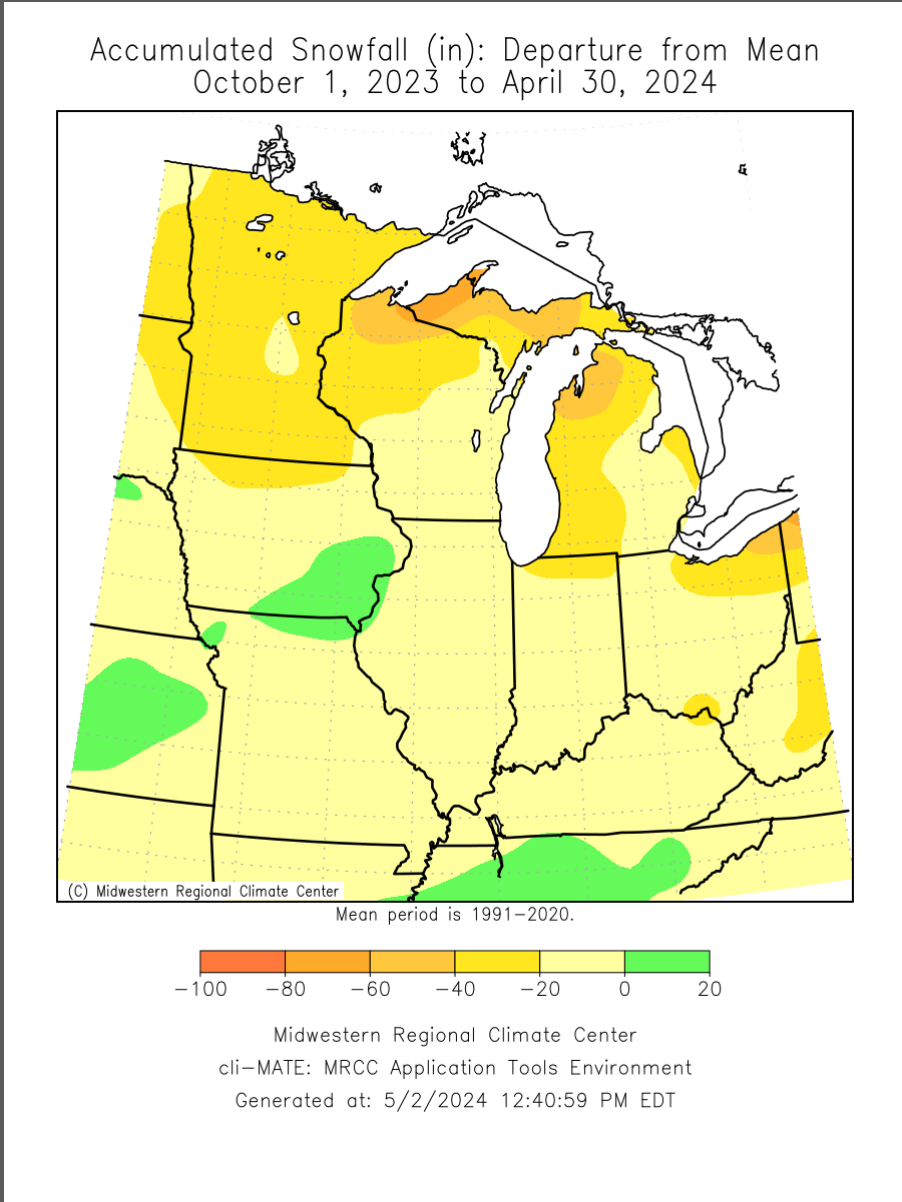 Accumulated Snowfall (in): Departure from Mean
October 1, 2023 to April 30, 2024
(C) Midwestern Regional Climate Center
Mean period is 1991-2020.
-100 -80 -60 -40 -20 0 20
Midwestern Regional Climate Center
cli-MATE: MRCC Application Tools Environment
Generated at: 5/2/2024 12:40:59 PM EDT